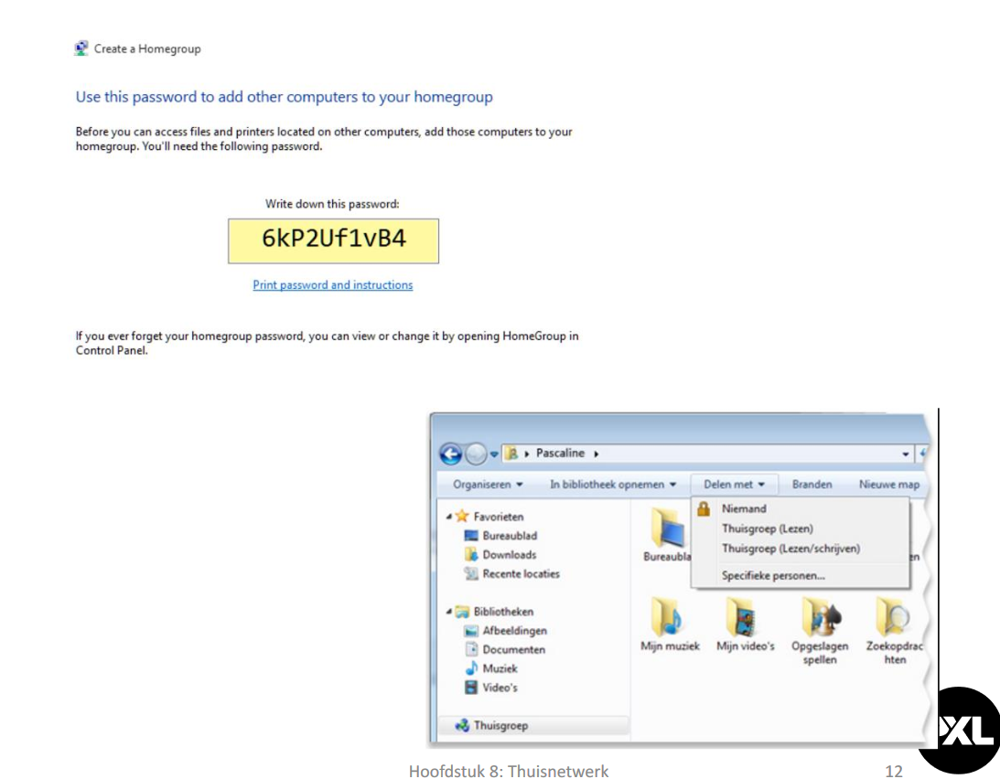 Create a Homegroup
Use this password to add other computers to your homegroup
Before you can access files and printers located on other computers, add those computers to your
homegroup. You'll need the following password.
Write down this password:
6kP2Uf1vB4
Print password and instructions
If you ever forget your homegroup password, you can view or change it by opening HomeGroup in
Control Panel.
Pascaline
Organiseren In bibliotheek opnemen Delen met Branden Nieuwe map
Favorieten
Bureaublad
Downloads
Recente locaties
Bibliotheken
Afbeeldingen
Documenten
Muziek
Video's
Thuisgroep
Niemand
Thuisgroep (Lezen)
Thuisgroep (Lezen/schrijven)
Specifieke personen...
Bureaubla
en
Mijn muziek
Mijn video's
Opgeslagen
spellen
Zoekopdrac
hten
PXL
Hoofdstuk 8: Thuisnetwerk
12